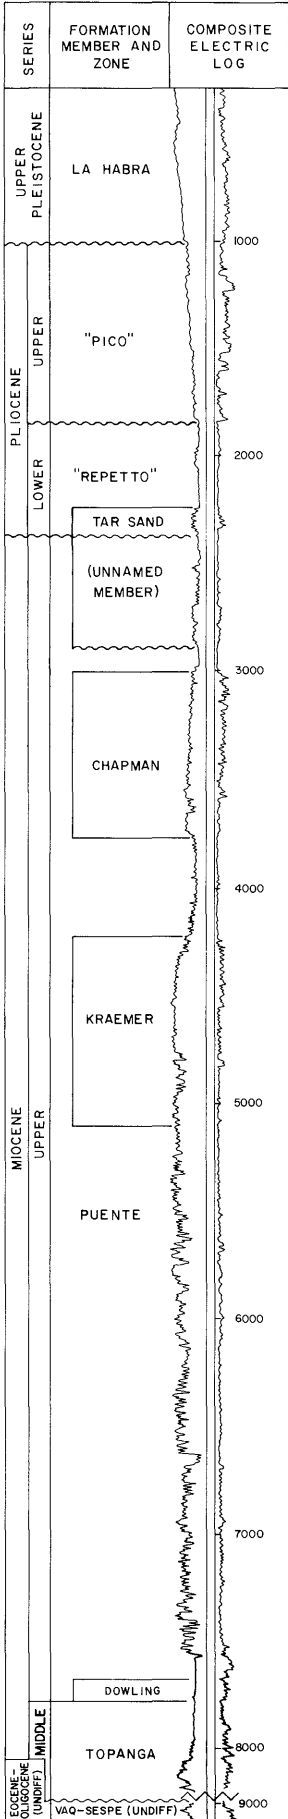 SERIES
FORMATION
MEMBER AND
ZONE
COMPOSITE
ELECTRIC
LOG
UPPER
PLEISTOCENE
LA HABRA
1000
PLIOCENE
UPPER
"PICO"
2000
LOWER
"REPETTO"
TAR SAND
(UNNAMED
MEMBER)
3000
CHAPMAN
4000
KRAEMER
5000
MIOCENE
UPPER
PUENTE
6000
7000
DOWLING
MIDDLE
TOPANGA
8000
EOCENE-
OLIGOCENE
(UNDIFF)
VAQ-SESPE (UNDIFF)
9000